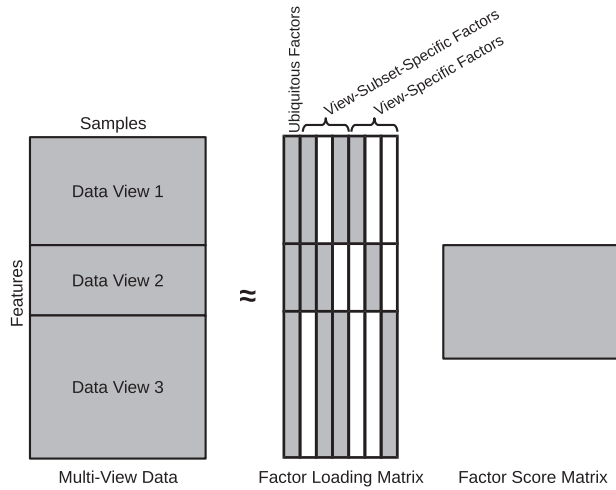 Ubiquitous Factors
View-Subset-Specific Factors
View-Specific Factors
Samples
Features
Data View 1
Data View 2
Data View 3
≈
Multi-View Data
Factor Loading Matrix
Factor Score Matrix